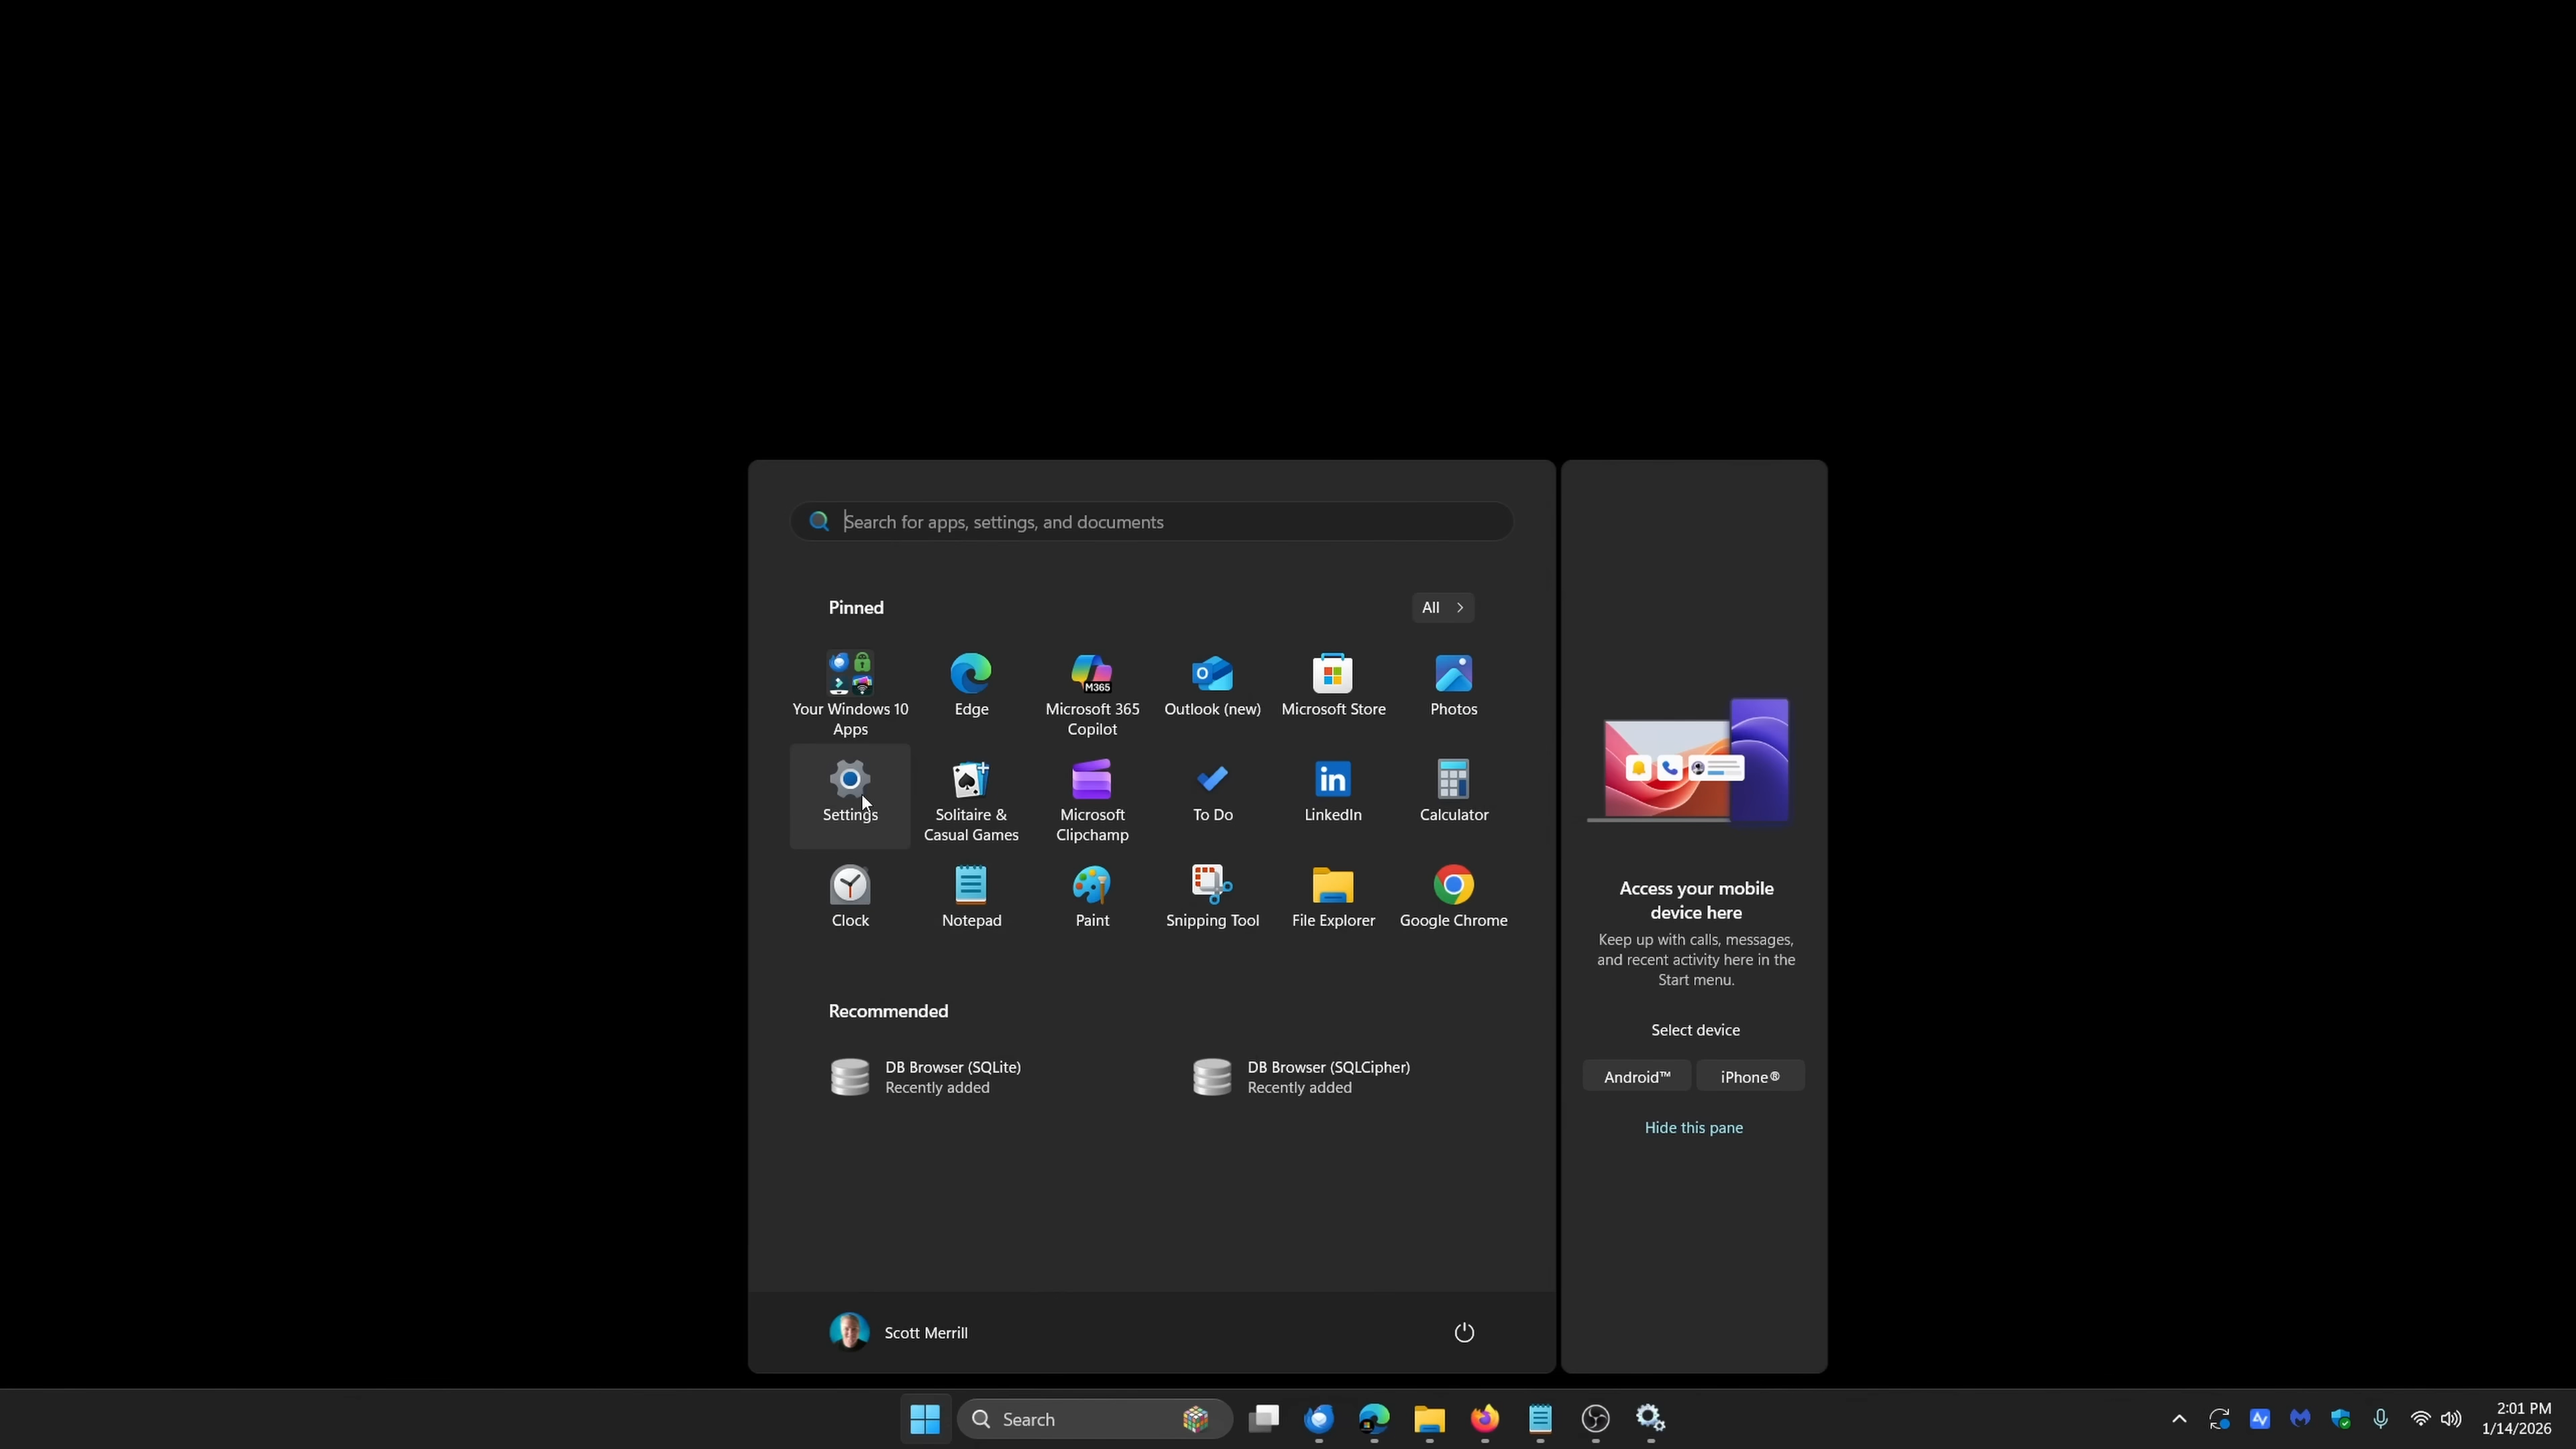 Search for apps, settings, and documents
Pinned
All
Your Windows 10
Apps
Edge
M365
Microsoft 365
Copilot
Outlook (new)
Microsoft Store
Photos
Settings
Solitaire &
Casual Games
Microsoft
Clipchamp
To Do
LinkedIn
Calculator
Clock
Notepad
Paint
Snipping Tool
File Explorer
Google Chrome
Recommended
DB Browser (SQLite)
Recently added
DB Browser (SQLCipher)
Recently added
Scott Merrill
Access your mobile
device here
Keep up with calls, messages,
and recent activity here in the
Start menu.
Select device
Android™
iPhone®
Hide this pane
Search
2:01 PM
1/14/2026